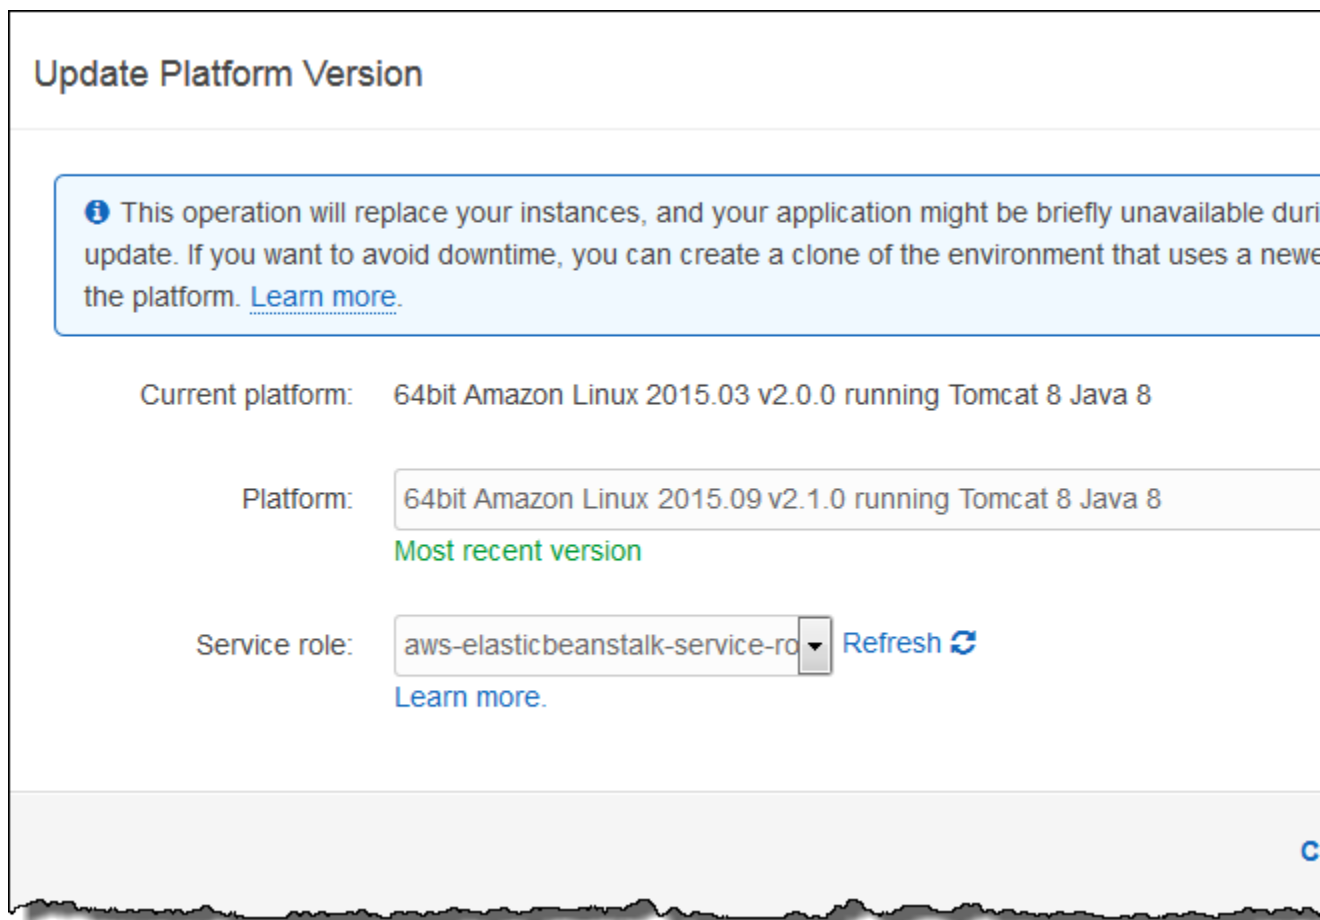 Update Platform Version
This operation will replace your instances, and your application might be briefly unavailable
update. If you want to avoid downtime, you can create a clone of the environment that uses a
the platform. Learn more.
Current platform: 64bit Amazon Linux 2015.03 v2.0.0 running Tomcat 8 Java 8
Platform: 64bit Amazon Linux 2015.09 v2.1.0 running Tomcat 8 Java 8
Most recent version
Service role: aws-elasticbeanstalk-service-ro Refresh
Learn more.